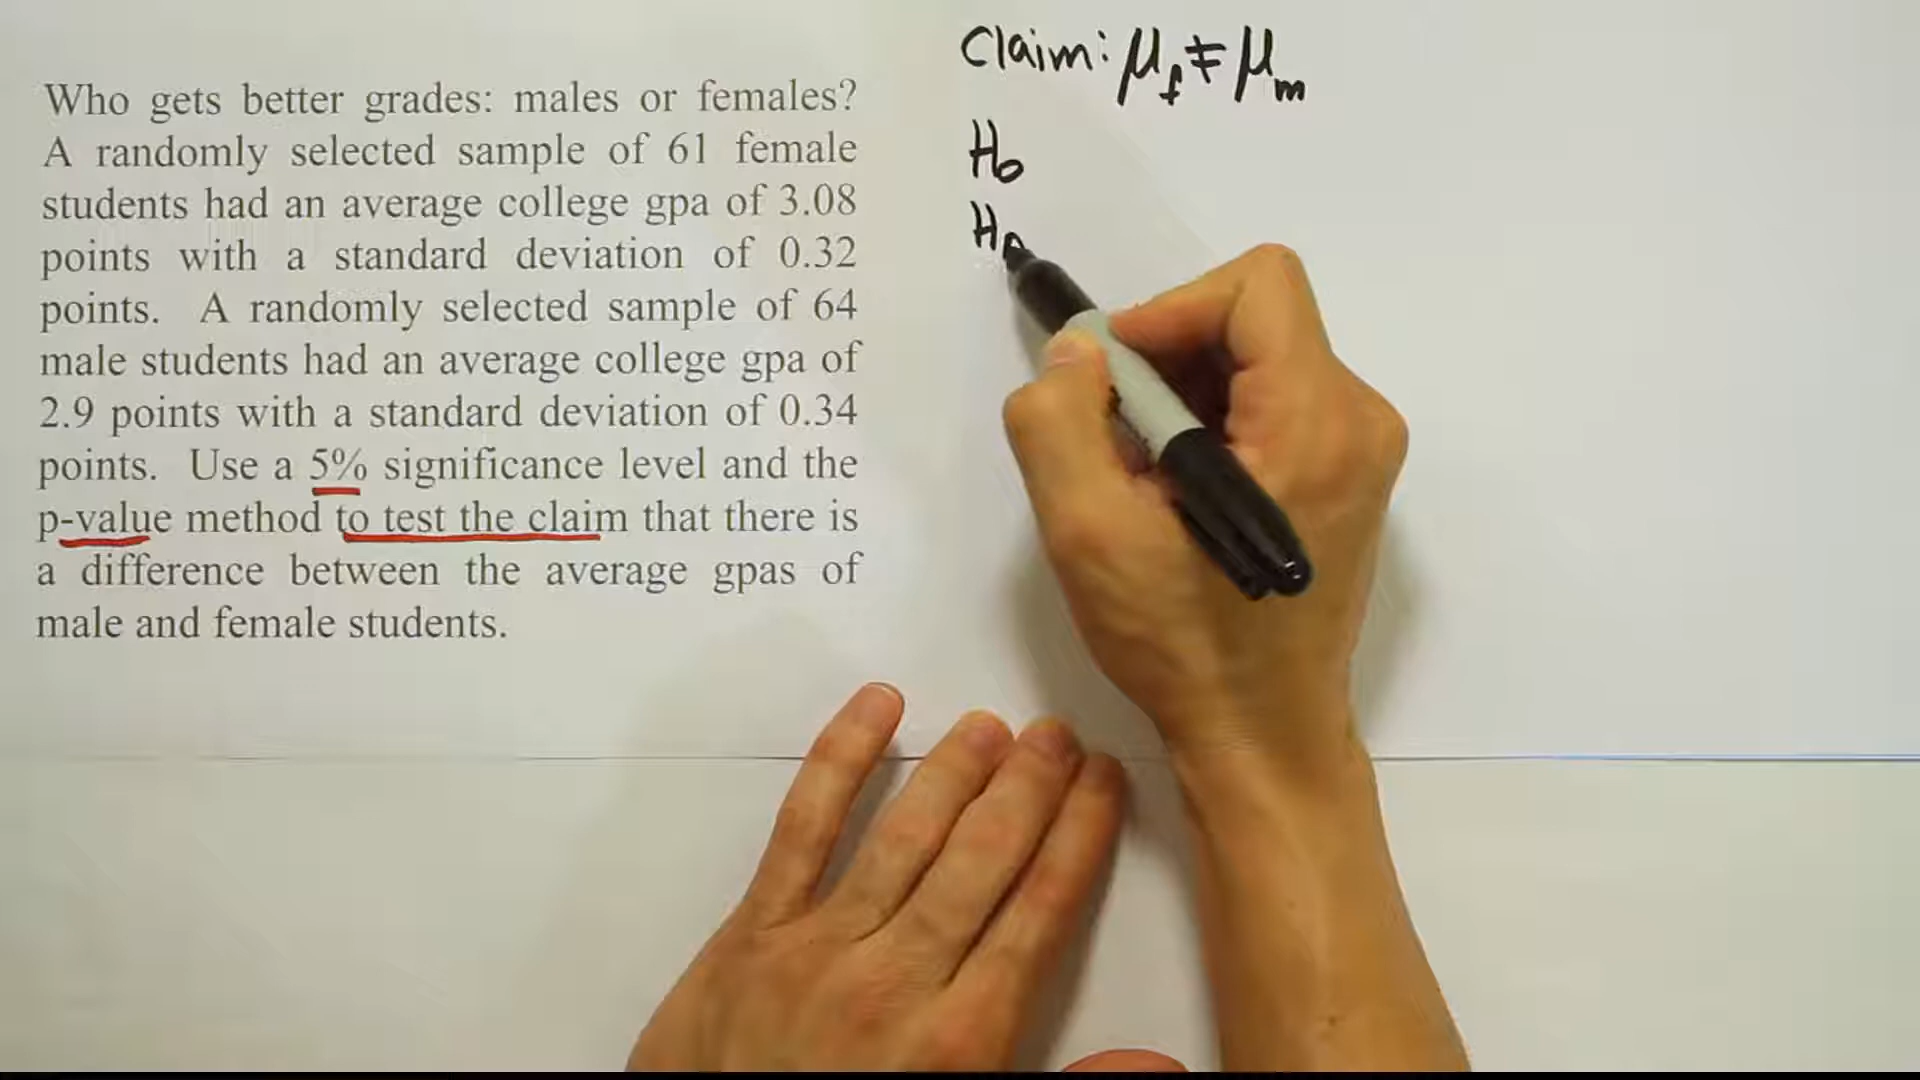 Who gets better grades: males or females?
A randomly selected sample of 61 female
students had an average college gpa of 3.08
points with a standard deviation of 0.32
points. A randomly selected sample of 64
male students had an average college gpa of
2.9 points with a standard deviation of 0.34
points. Use a 5% significance level and the
p-value method to test the claim that there is
a difference between the average gpas of
male and female students.
Claim: μf ≠ μm
H0
HA